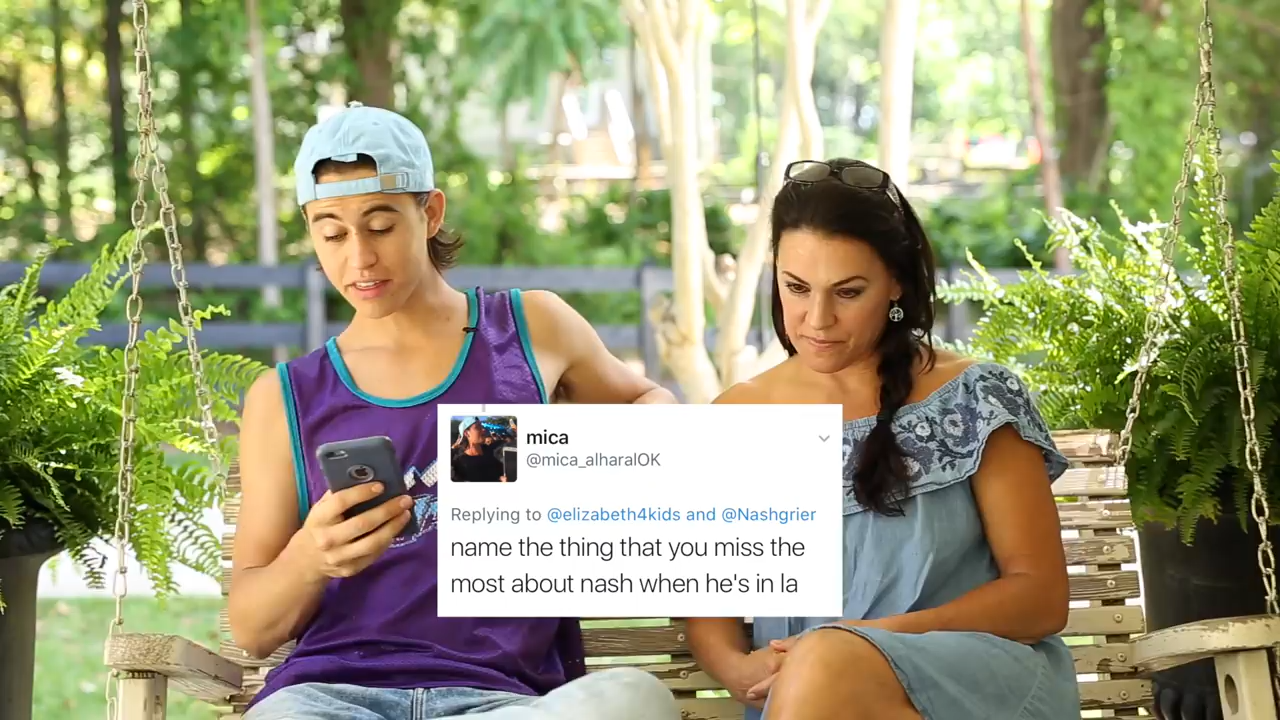 mica
@mica_alharalOK
Replying to @elizabeth4kids and @Nashgrier
name the thing that you miss the
most about nash when he's in la